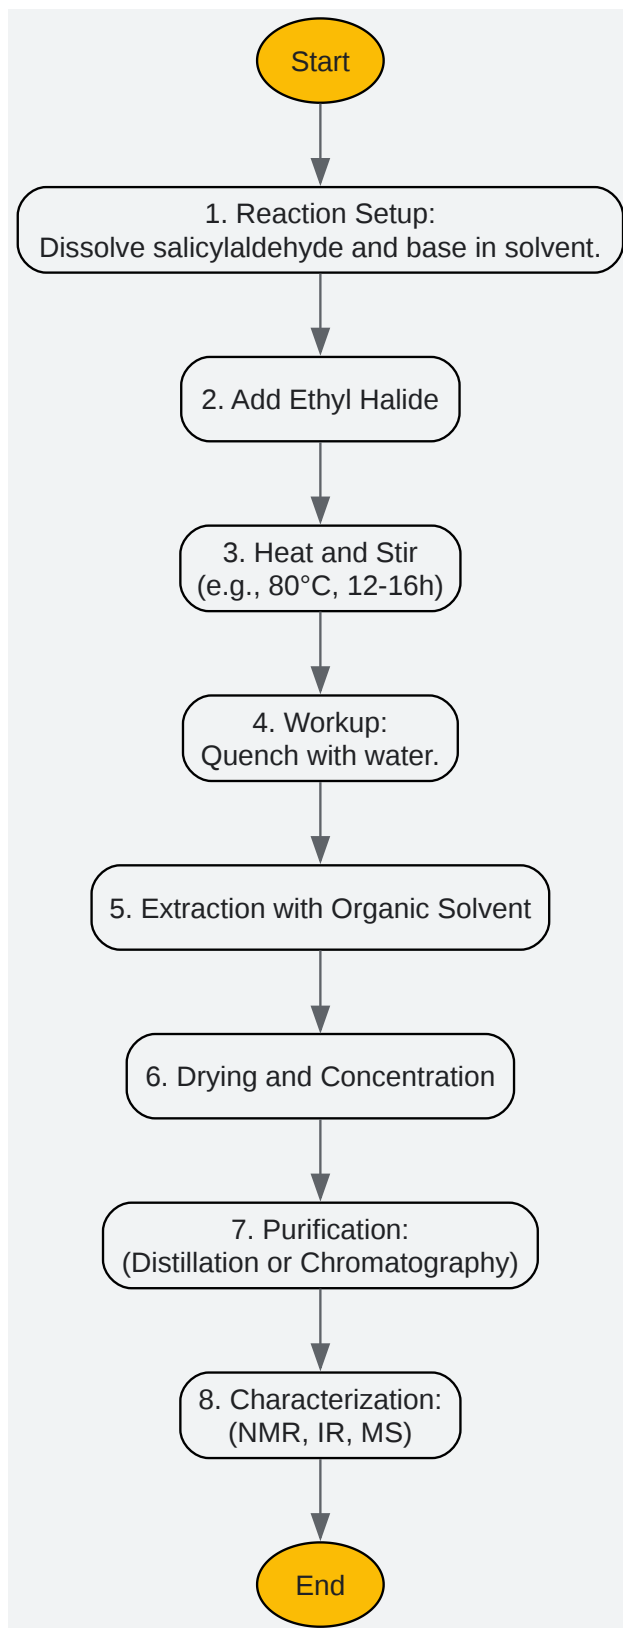 Start
1. Reaction Setup:
Dissolve salicylaldehyde and base in solvent.
2. Add Ethyl Halide
3. Heat and Stir
(e.g., 80°C, 12-16h)
4. Workup:
Quench with water.
5. Extraction with Organic Solvent
6. Drying and Concentration
7. Purification:
(Distillation or Chromatography)
8. Characterization:
(NMR, IR, MS)
End